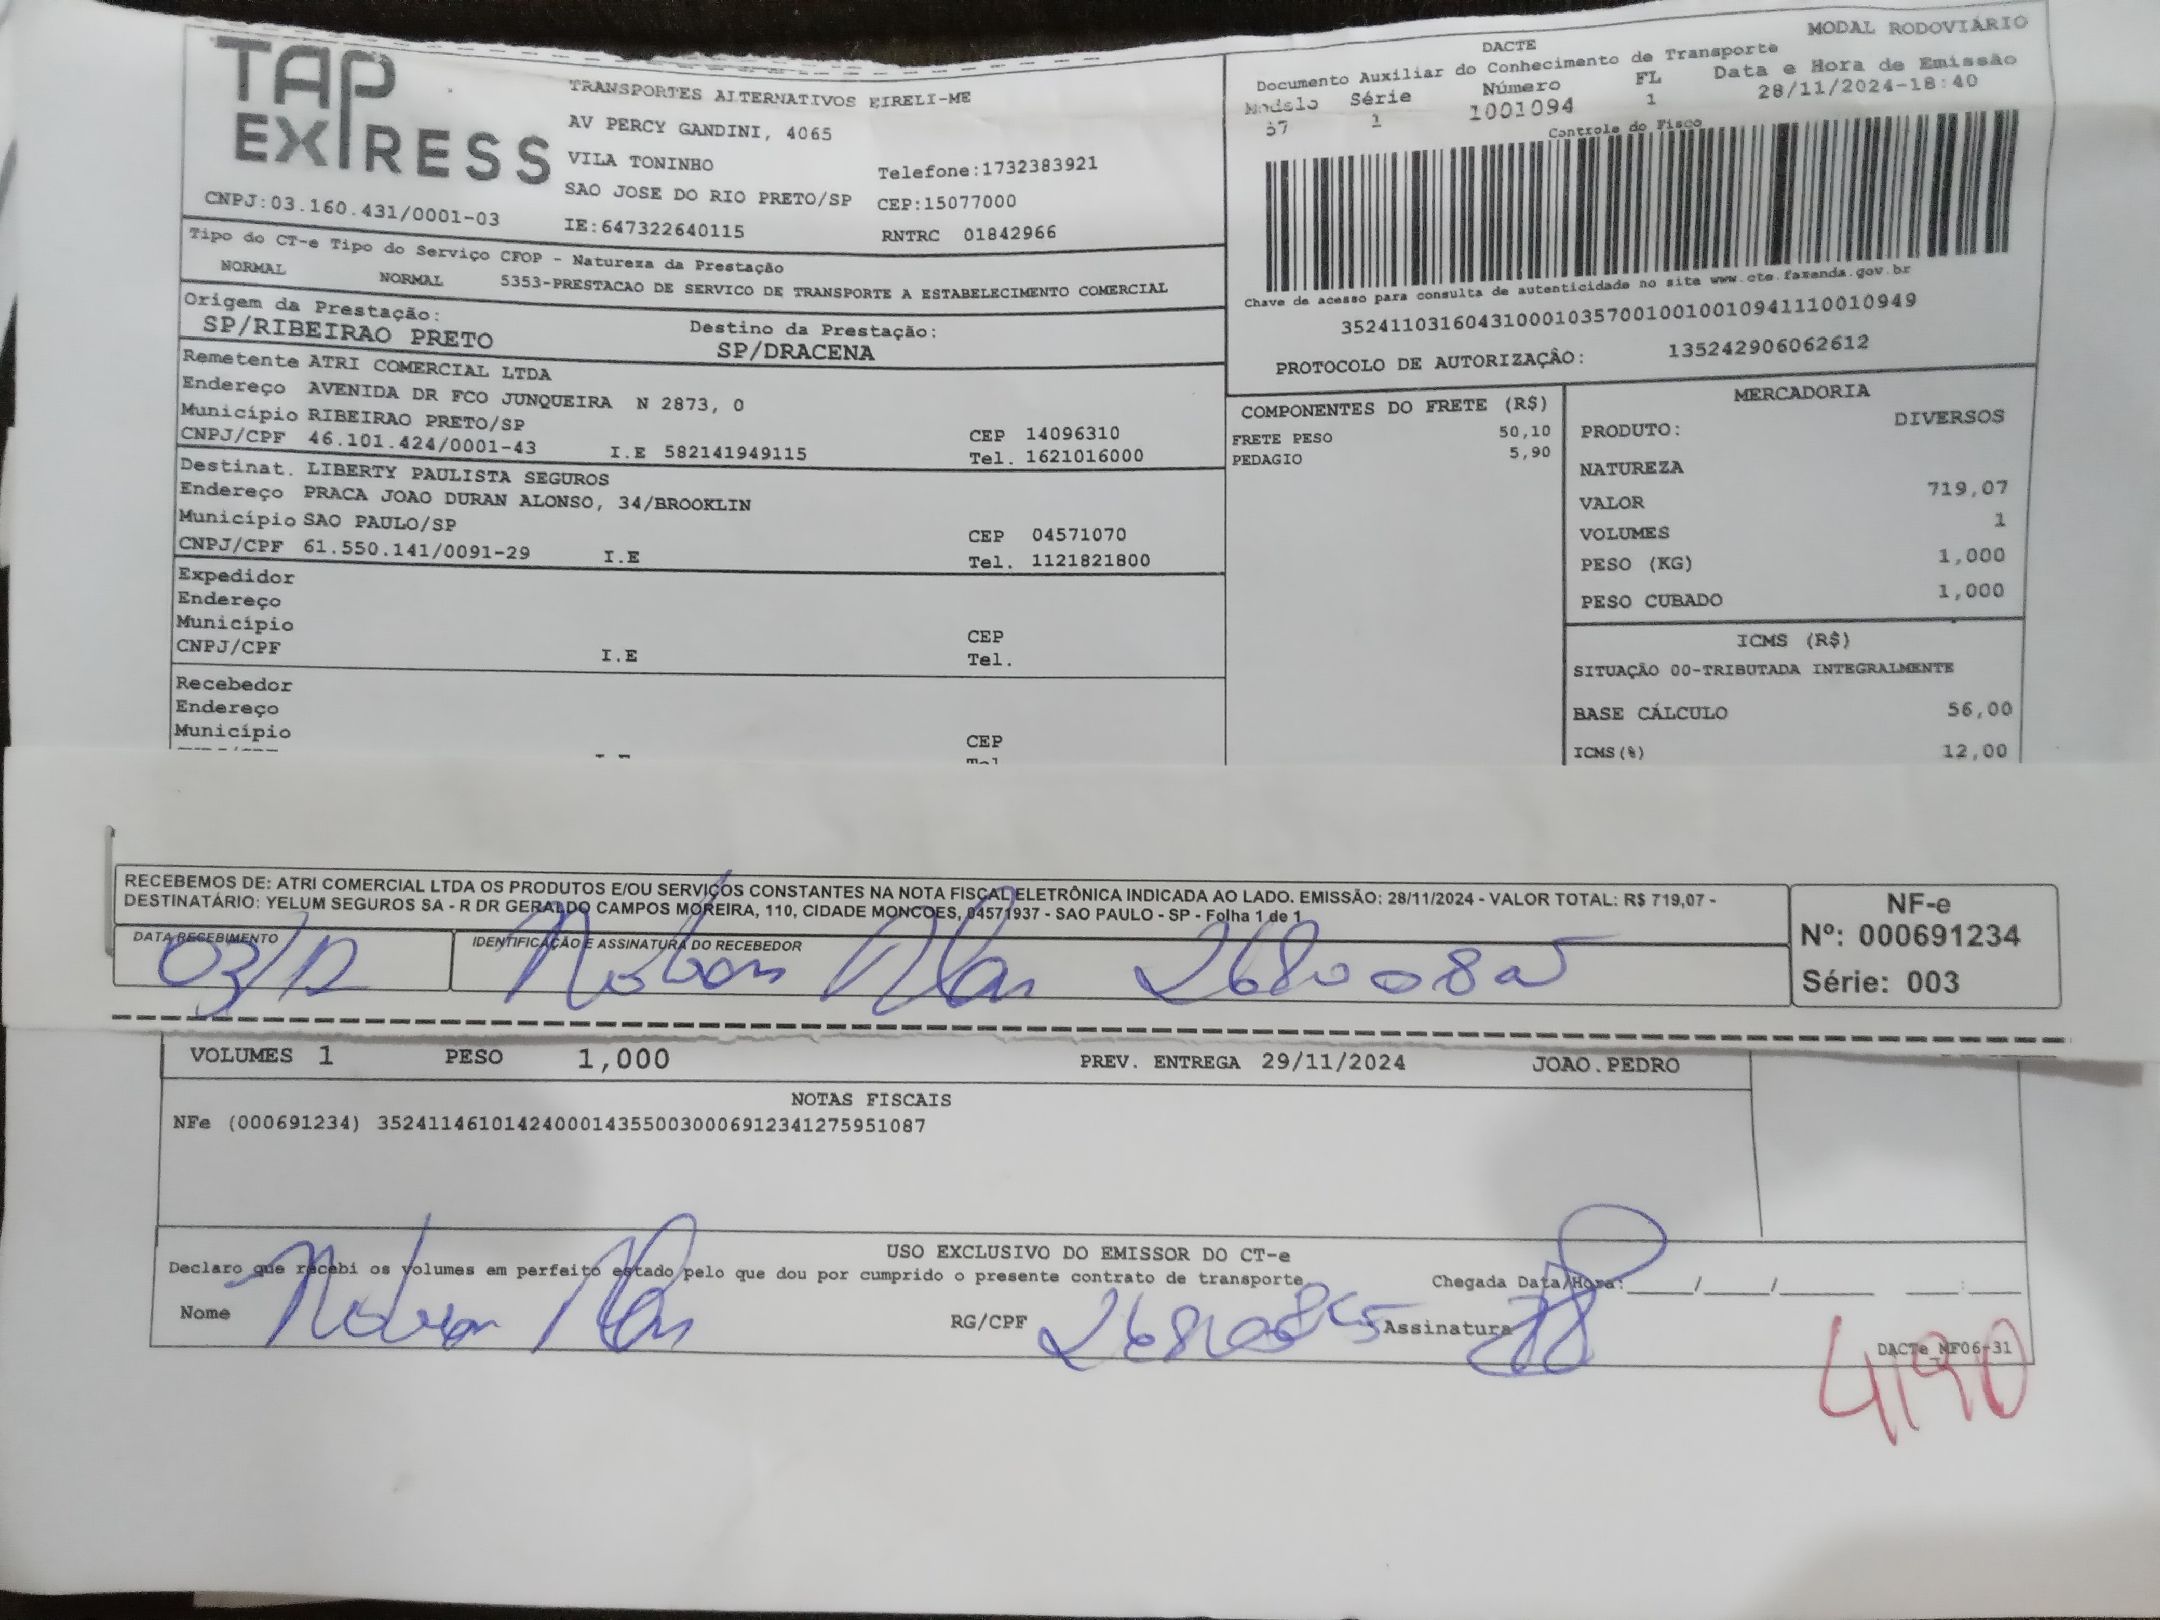 TAP EXPRESS
TRANSPORTES ALTERNATIVOS EIRELI-ME
AV PERCY GANDINI, 4065
VILA TONINHO Telefone:1732383921
SAO JOSE DO RIO PRETO/SP CEP:15077000
CNPJ:03.160.431/0001-03 IE:647322640115 RNTRC 01842966
MODAL RODOVIÁRIO
DACTE
Documento Auxiliar do Conhecimento de Transporte
Modelo Série Número FL Data e Hora de Emissão
57 1 1001094 1 28/11/2024-18:40
Controle do Fisco
Chave de acesso para consulta de autenticidade no site www.cte.fazenda.gov.br
35241103160431000103570010010010941110010949
PROTOCOLO DE AUTORIZAÇÃO: 135242906062612
Tipo do CT-e Tipo do Serviço CFOP - Natureza da Prestação
NORMAL NORMAL 5353-PRESTACAO DE SERVICO DE TRANSPORTE A ESTABELECIMENTO COMERCIAL
Origem da Prestação: Destino da Prestação:
SP/RIBEIRAO PRETO SP/DRACENA
Remetente ATRI COMERCIAL LTDA
Endereço AVENIDA DR FCO JUNQUEIRA N 2873, 0
Município RIBEIRAO PRETO/SP CEP 14096310
CNPJ/CPF 46.101.424/0001-43 I.E 582141949115 Tel. 1621016000
Destinat. LIBERTY PAULISTA SEGUROS
Endereço PRACA JOAO DURAN ALONSO, 34/BROOKLIN
Município SAO PAULO/SP CEP 04571070
CNPJ/CPF 61.550.141/0091-29 I.E Tel. 1121821800
Expedidor
Endereço
Município CEP
CNPJ/CPF I.E Tel.
Recebedor
Endereço
Município CEP
COMPONENTES DO FRETE (R$)
FRETE PESO 50,10
PEDAGIO 5,90
MERCADORIA
PRODUTO: DIVERSOS
NATUREZA
VALOR 719,07
VOLUMES 1
PESO (KG) 1,000
PESO CUBADO 1,000
ICMS (R$)
SITUAÇÃO 00-TRIBUTADA INTEGRALMENTE
BASE CÁLCULO 56,00
ICMS(%) 12,00
RECEBEMOS DE: ATRI COMERCIAL LTDA OS PRODUTOS E/OU SERVIÇOS CONSTANTES NA NOTA FISCAL ELETRÔNICA INDICADA AO LADO. EMISSÃO: 28/11/2024 - VALOR TOTAL: R$ 719,07 -
DESTINATÁRIO: YELUM SEGUROS SA - R DR GERALDO CAMPOS MOREIRA, 110, CIDADE MONCOES, 04571937 - SAO PAULO - SP - Folha 1 de 1
DATA RECEBIMENTO IDENTIFICAÇÃO E ASSINATURA DO RECEBEDOR
03/12
NF-e
Nº: 000691234
Série: 003
VOLUMES 1 PESO 1,000 PREV. ENTREGA 29/11/2024 JOAO.PEDRO
NOTAS FISCAIS
NFe (000691234) 35241146101424000143550030006912341275951087
USO EXCLUSIVO DO EMISSOR DO CT-e
Declaro que recebi os volumes em perfeito estado pelo que dou por cumprido o presente contrato de transporte Chegada Data/Hora:____/____/______ ___:___
Nome RG/CPF Assinatura
DACTe NF06-31
4190